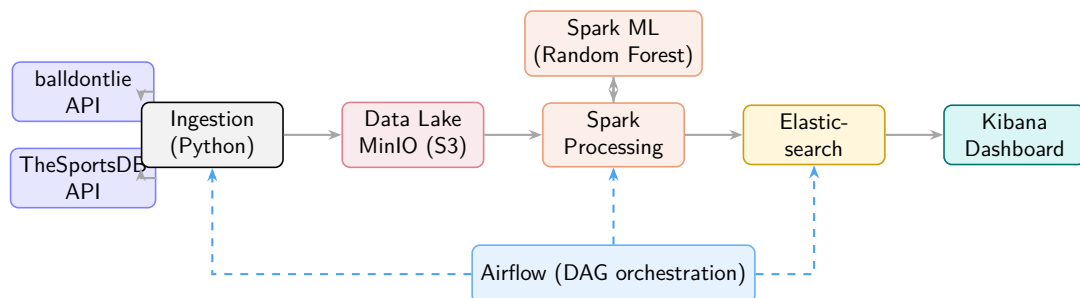 balldontlie
API
TheSportsDB
API
Ingestion
(Python)
Data Lake
MinIO (S3)
Spark ML
(Random Forest)
Spark
Processing
Elastic-
search
Kibana
Dashboard
Airflow (DAG orchestration)